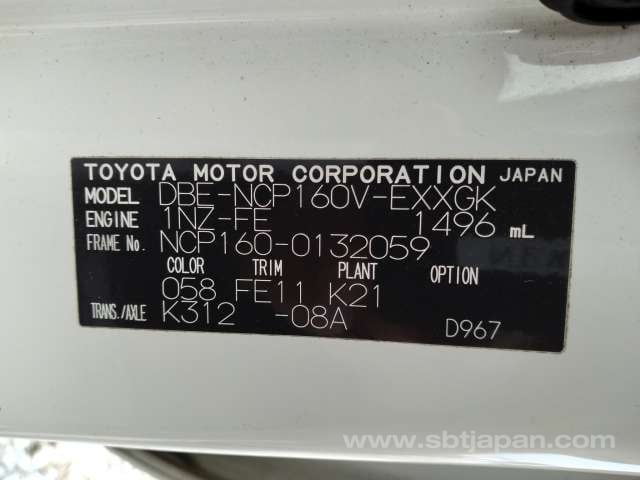 TOYOTA MOTOR CORPORATION JAPAN
MODEL DBE-NCP160V-EXXGK
ENGINE 1NZ-FE 1496 mL
FRAME No. NCP160-0132059
COLOR TRIM PLANT OPTION
058 FE11 K21
TRANS./AXLE K312 -08A D967
www.sbtjapan.com